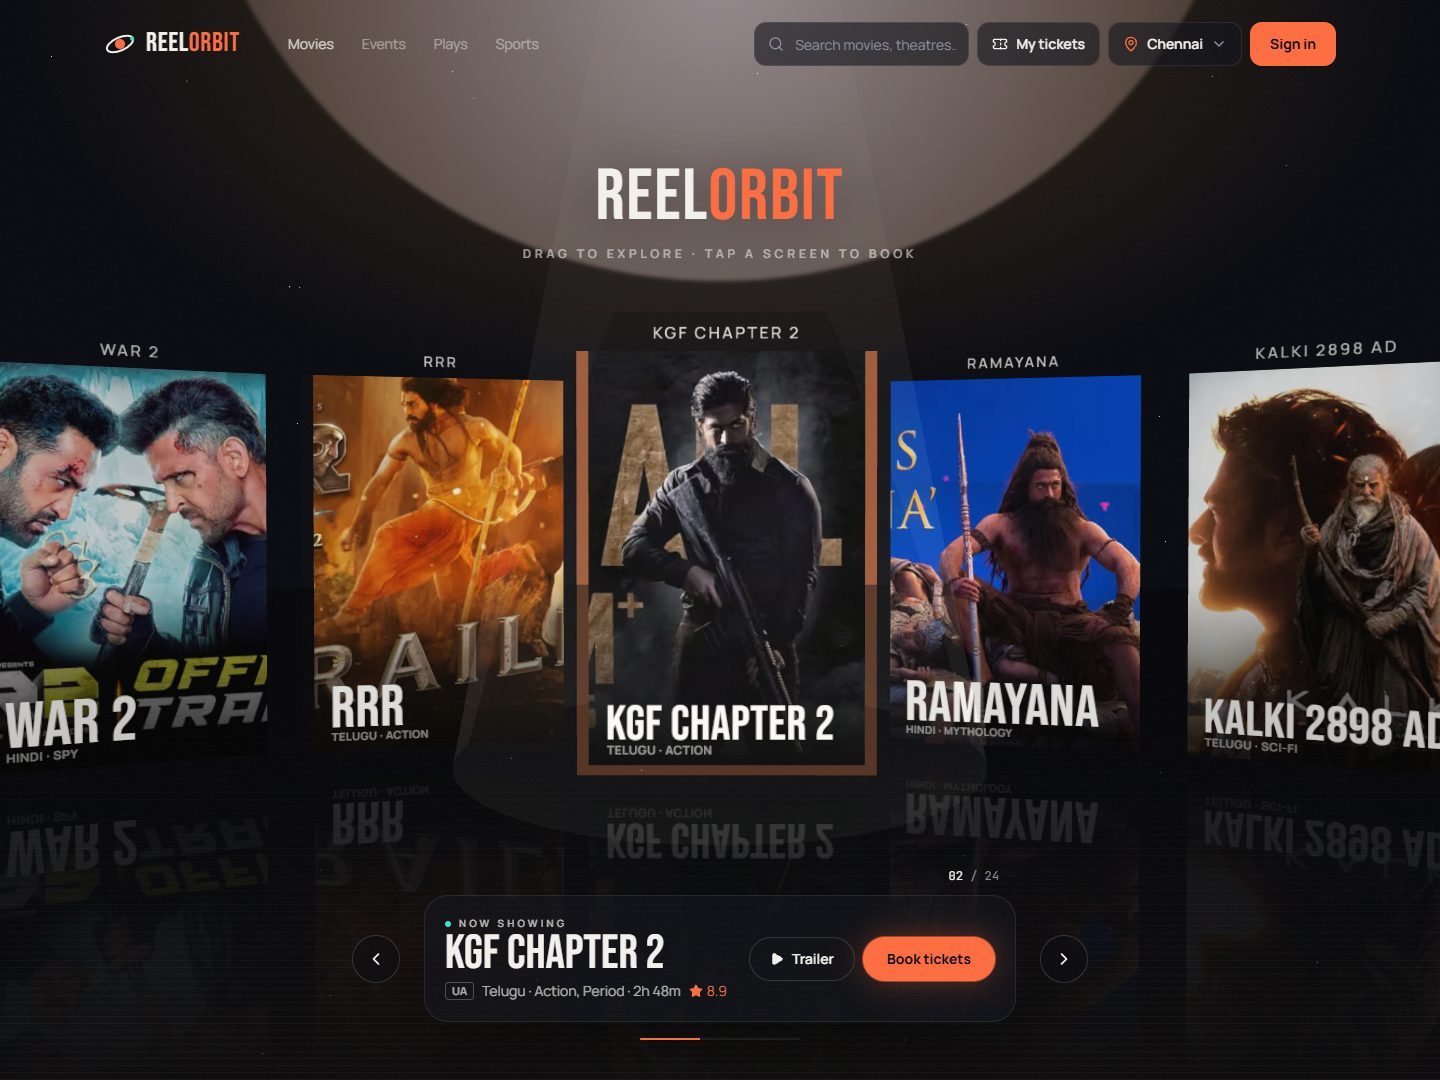 REELORBIT
Movies
Events
Plays
Sports
Search movies, theatres..
My tickets
Chennai
Sign in
REELORBIT
DRAG TO EXPLORE · TAP A SCREEN TO BOOK
WAR 2
RRR
KGF CHAPTER 2
RAMAYANA
KALKI 2898 AD
WAR 2
HINDI · SPY
RRR
TELUGU · ACTION
KGF CHAPTER 2
TELUGU · ACTION
RAMAYANA
HINDI · MYTHOLOGY
KALKI 2898 AD
TELUGU · SCI-FI
02 / 24
NOW SHOWING
KGF CHAPTER 2
UA Telugu · Action, Period · 2h 48m 8.9
Trailer
Book tickets